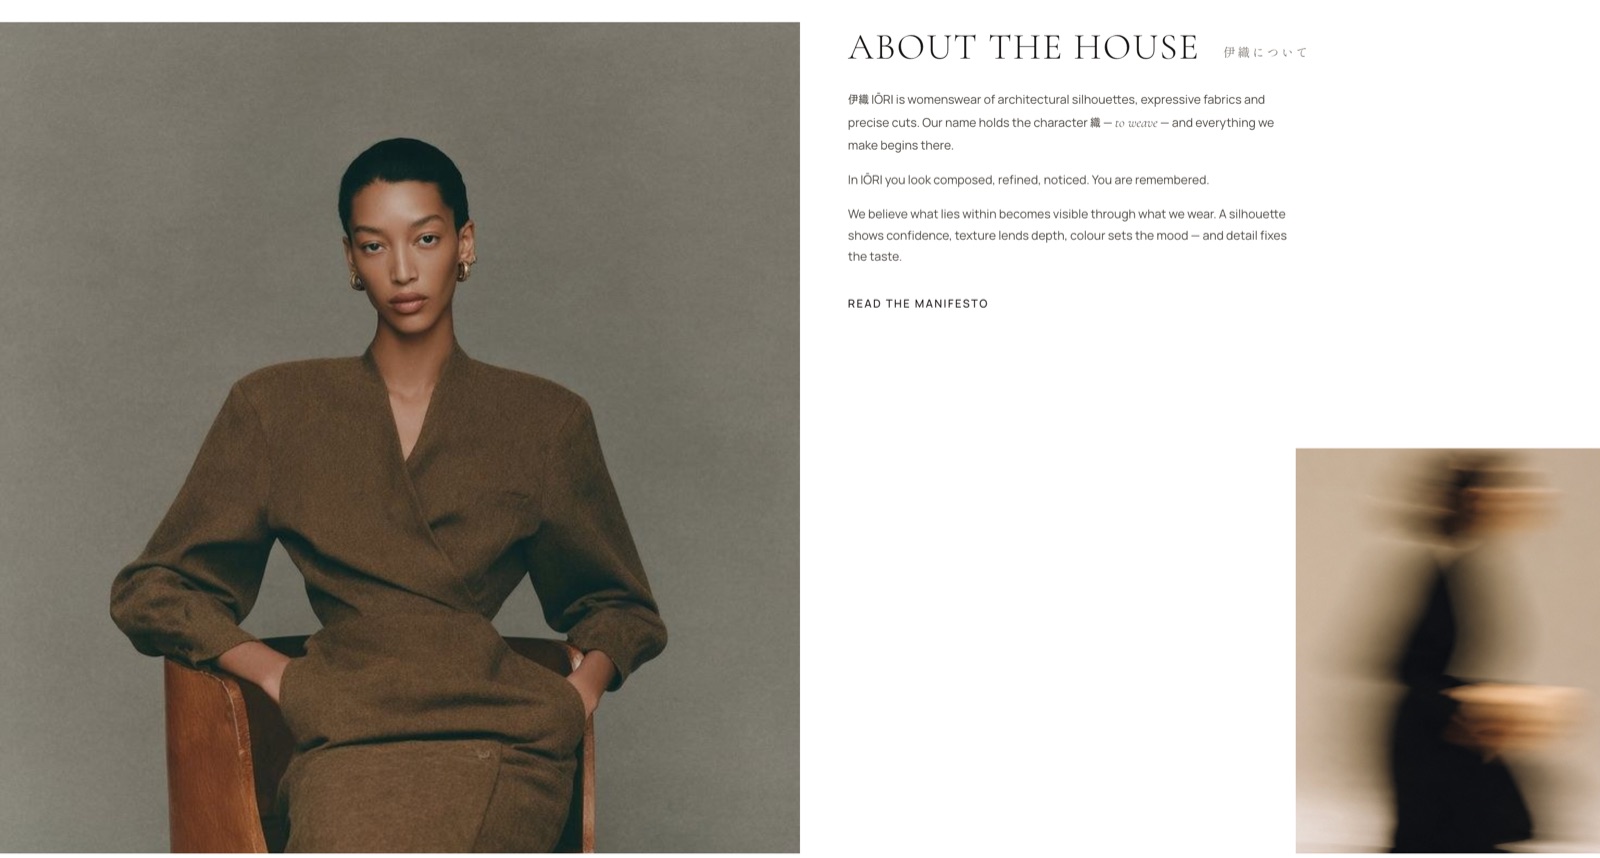 ABOUT THE HOUSE 伊織について
伊織 IŌRI is womenswear of architectural silhouettes, expressive fabrics and
precise cuts. Our name holds the character 織 — to weave — and everything we
make begins there.
In IŌRI you look composed, refined, noticed. You are remembered.
We believe what lies within becomes visible through what we wear. A silhouette
shows confidence, texture lends depth, colour sets the mood — and detail fixes
the taste.
READ THE MANIFESTO